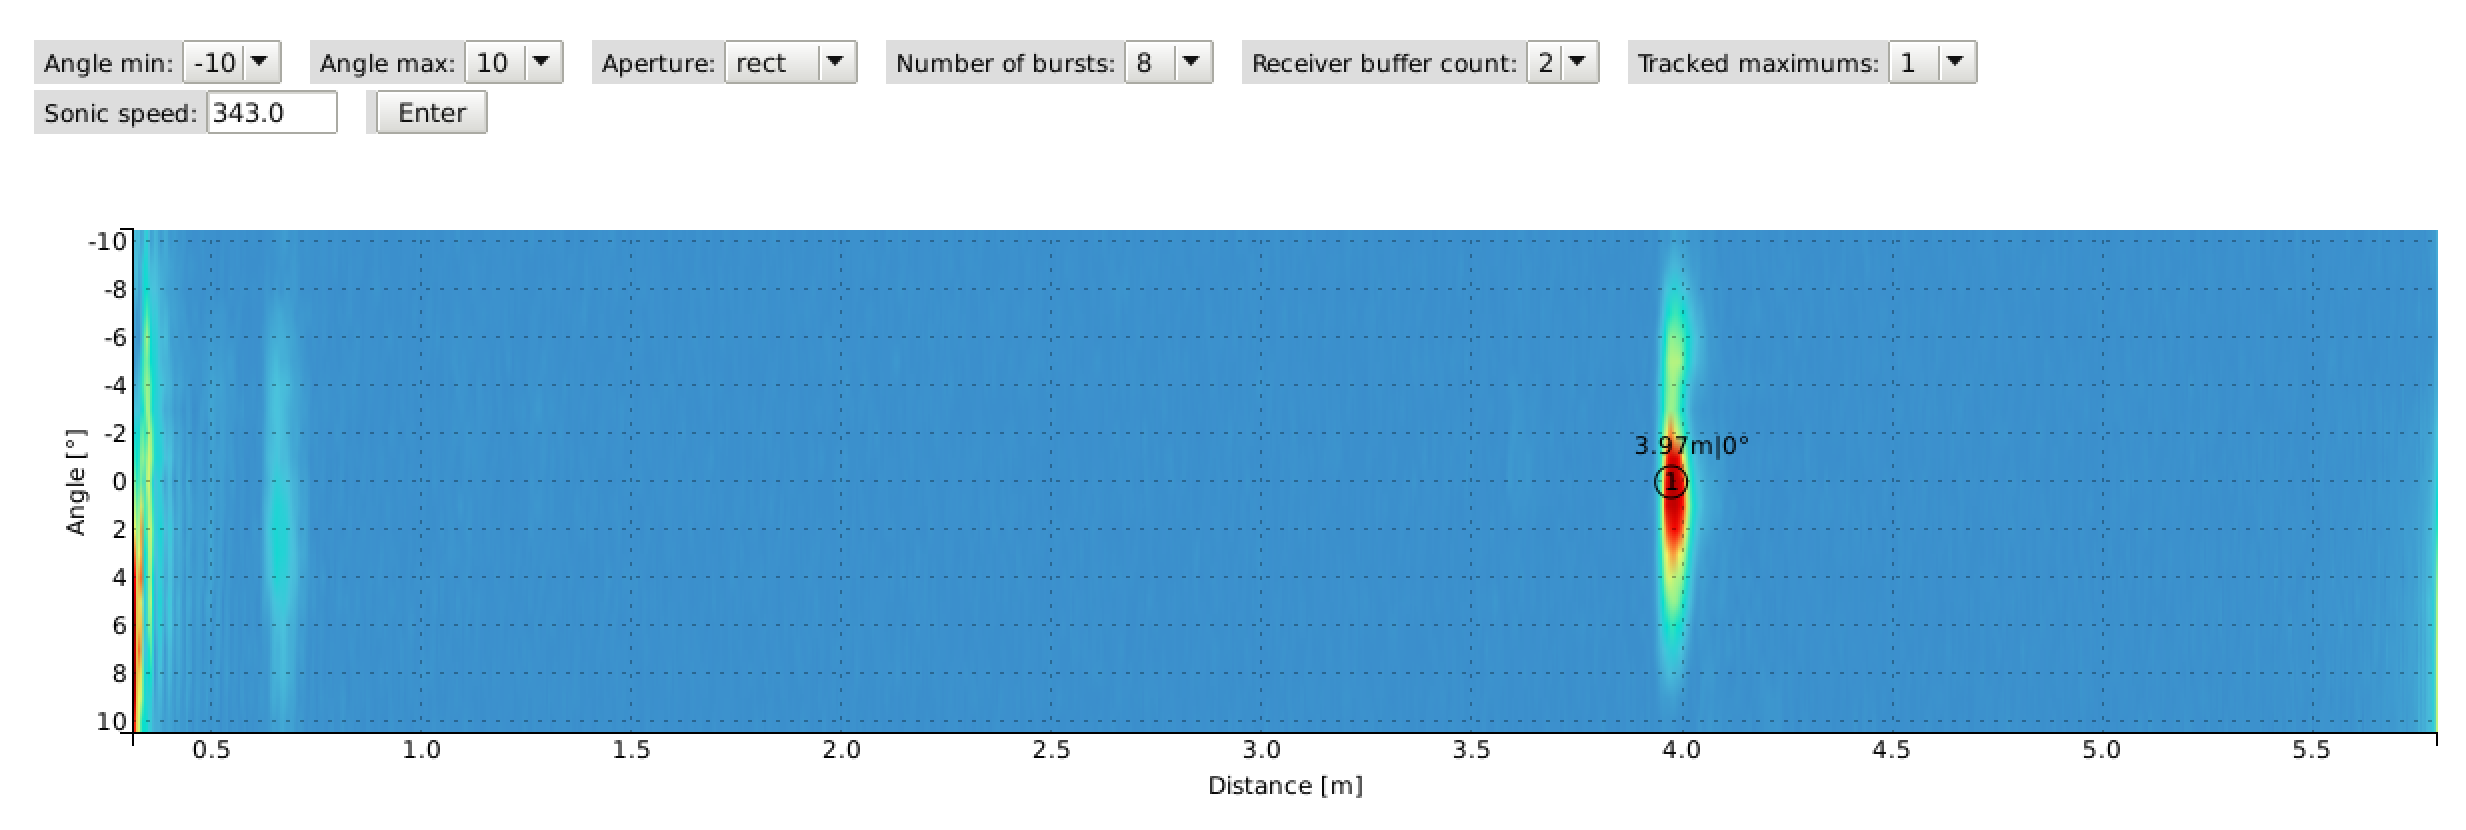 Angle min: -10 Angle max: 10 Aperture: rect Number of bursts: 8 Receiver buffer count: 2 Tracked maximums: 1
Sonic speed: 343.0 Enter
-10
-8
-6
-4
-2
0
2
4
6
8
10
Angle [°]
3.97m|0°
1
0.5 1.0 1.5 2.0 2.5 3.0 3.5 4.0 4.5 5.0 5.5
Distance [m]